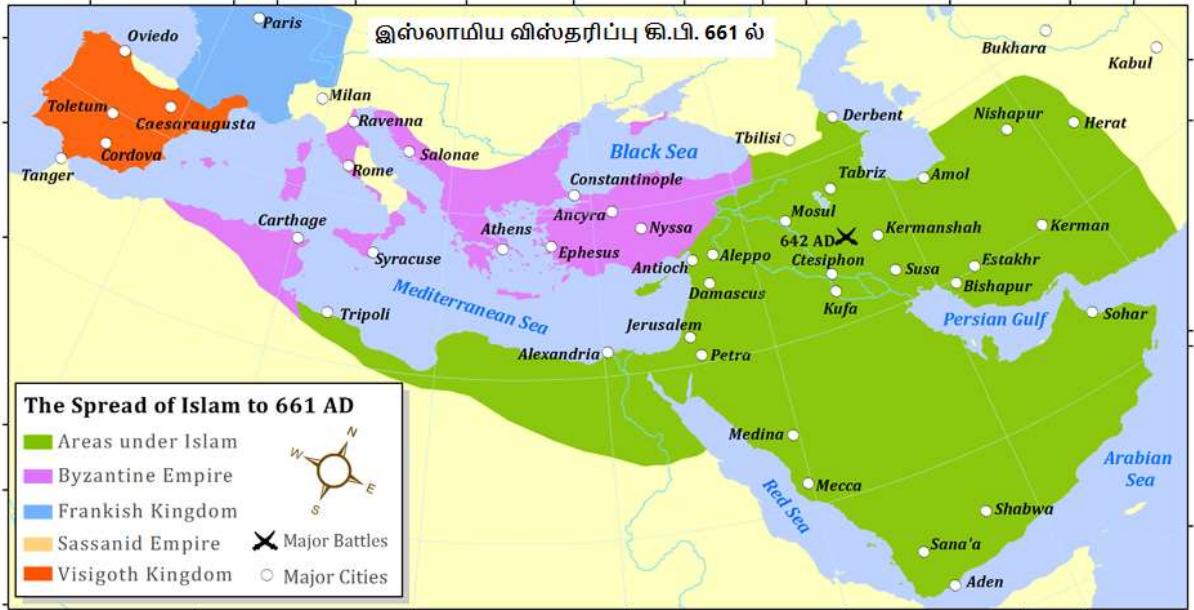 இஸ்லாமிய விஸ்தரிப்பு கி.பி. 661 ல்
Paris
Oviedo
Bukhara
Kabul
Milan
Toletum
Caesaraugusta
Ravenna
Derbent
Nishapur
Herat
Cordova
Salonae
Tbilisi
Black Sea
Tanger
Rome
Constantinople
Tabriz
Amol
Carthage
Ancyra
Mosul
Athens
Nyssa
642 AD
Kermanshah
Kerman
Syracuse
Ephesus
Antioch
Aleppo
Ctesiphon
Susa
Estakhr
Mediterranean Sea
Damascus
Kufa
Bishapur
Tripoli
Jerusalem
Persian Gulf
Sohar
Alexandria
Petra
The Spread of Islam to 661 AD
Areas under Islam
Byzantine Empire
Frankish Kingdom
Sassanid Empire
Visigoth Kingdom
N
W
E
S
Major Battles
Major Cities
Medina
Mecca
Red Sea
Arabian
Sea
Shabwa
Sana'a
Aden